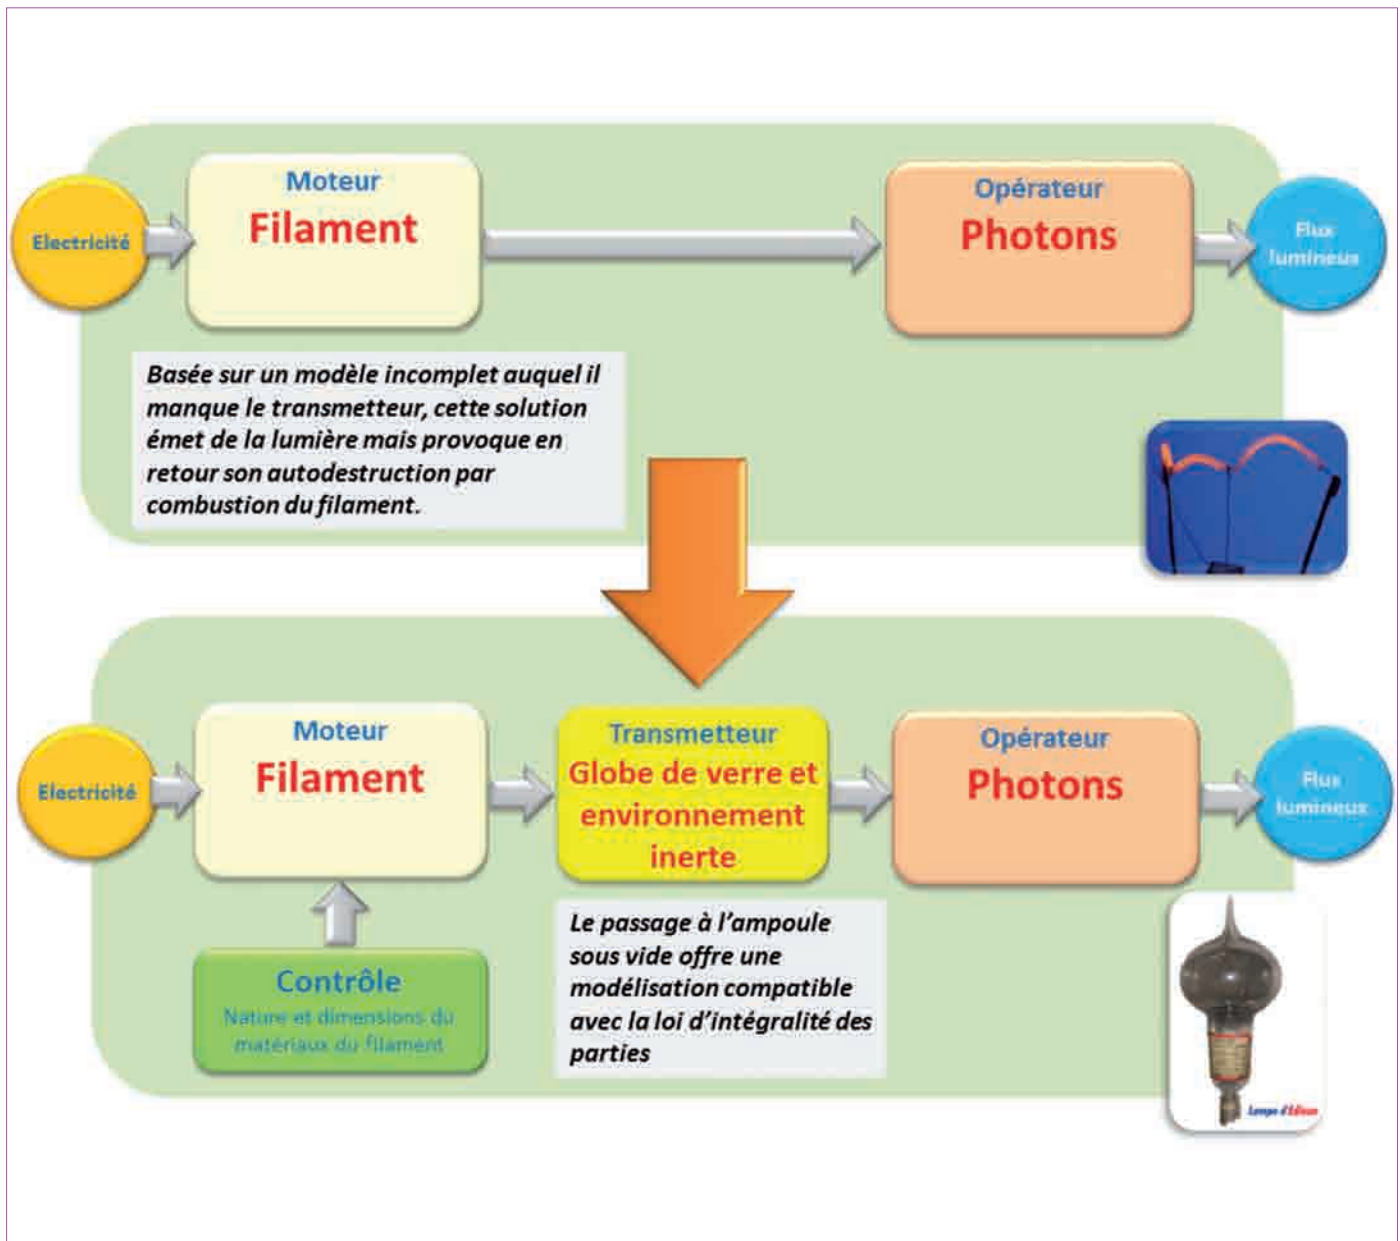 Moteur
Filament
Opérateur
Photons
Electricité
Flux
lumineux
Basée sur un modèle incomplet auquel il
manque le transmetteur, cette solution
émet de la lumière mais provoque en
retour son autodestruction par
combustion du filament.
Moteur
Filament
Transmetteur
Globe de verre et
environnement
inerte
Opérateur
Photons
Electricité
Flux
lumineux
Contrôle
Nature et dimensions du
matériaux du filament
Le passage à l'ampoule
sous vide offre une
modélisation compatible
avec la loi d'intégralité des
parties
Lampe d'Edison